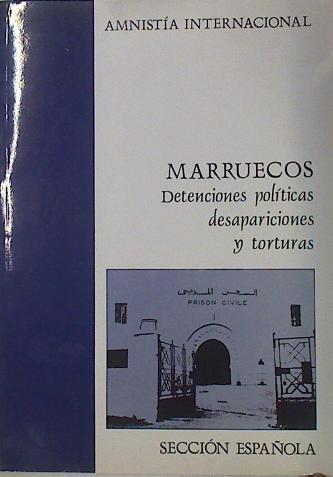 AMNISTÍA INTERNACIONAL
MARRUECOS
Detenciones políticas
desapariciones
y torturas
السجن المدني
PRISON CIVILE
SECCIÓN ESPAÑOLA